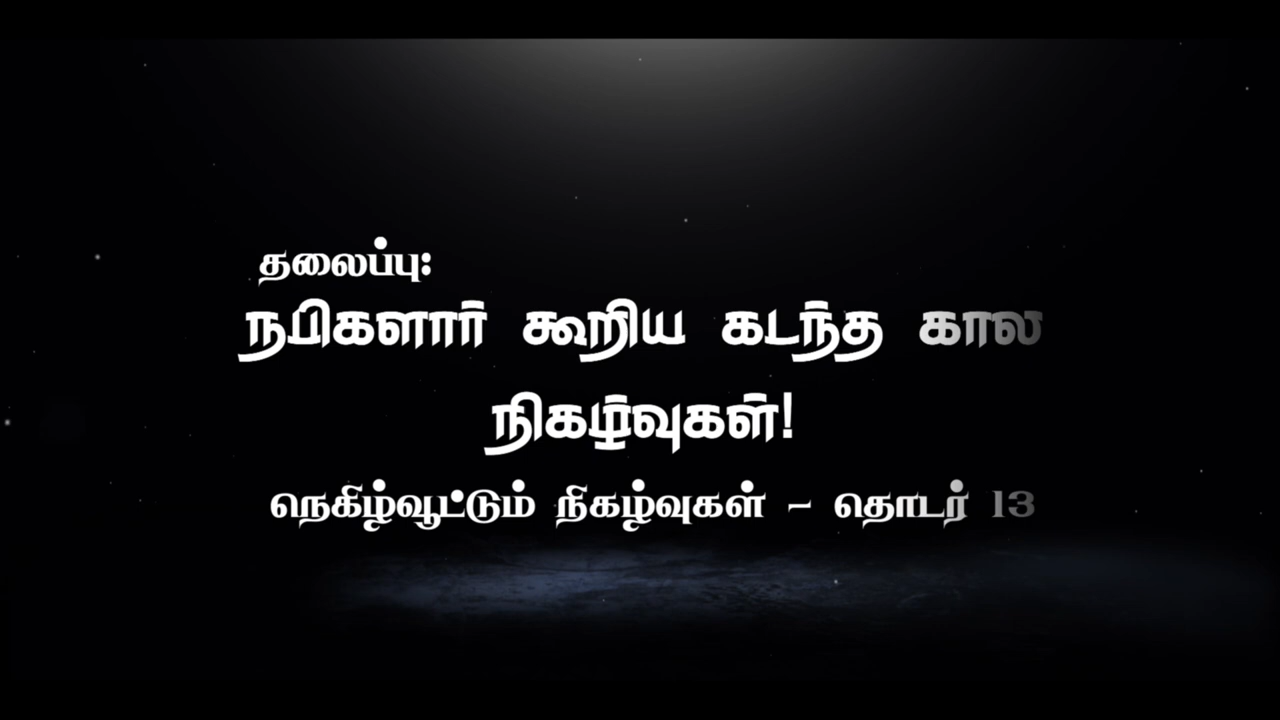 தலைப்பு:
நபிகளார் கூறிய கடந்த கால
நிகழ்வுகள்!
நெகிழ்வூட்டும் நிகழ்வுகள் - தொடர் 13